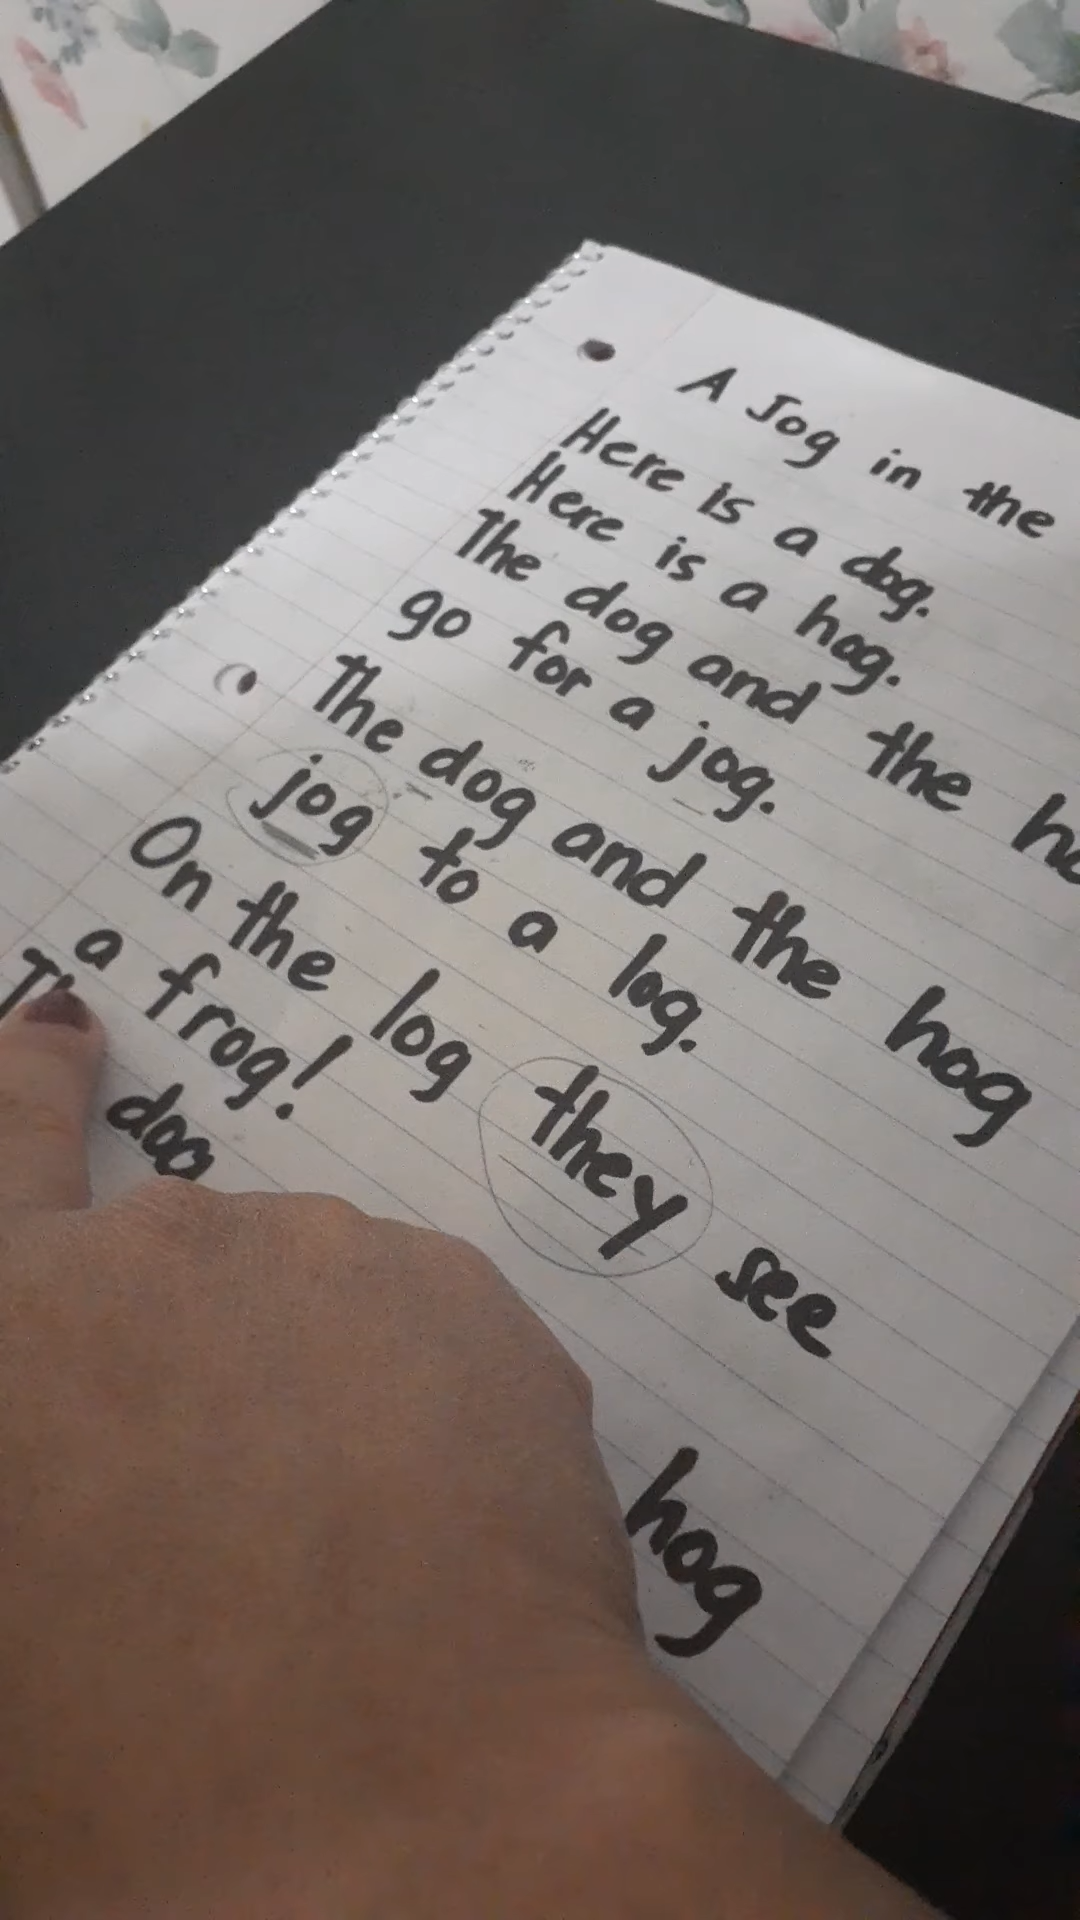 A Jog in the
Here is a dog.
Here is a hog.
The dog and the
go for a jog.
The dog and the hog
jog to a log.
On the log they see
a frog!
dog hog